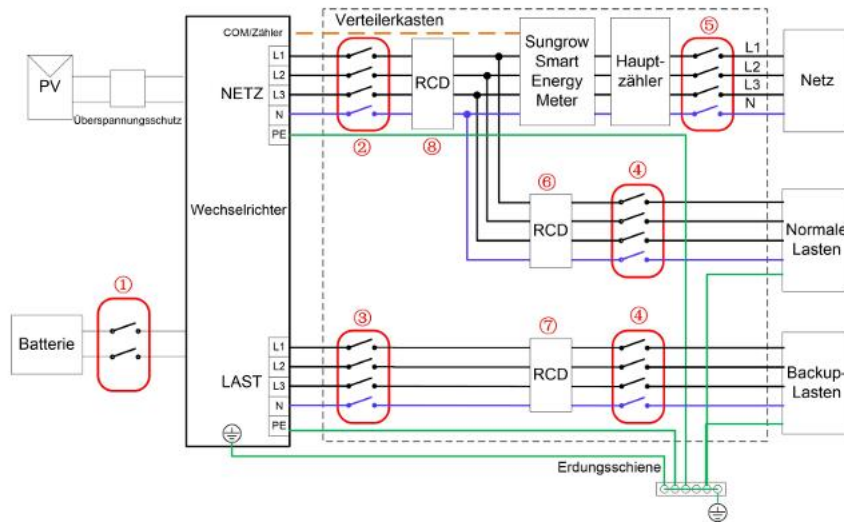 Verteilerkasten
COM/Zähler
PV
Überspannungsschutz
L1
L2
L3
N
PE
NETZ
②
RCD
⑧
Sungrow
Smart
Energy
Meter
Haupt-
zähler
⑤
L1
L2
L3
N
Netz
Wechselrichter
⑥
RCD
④
Normale
Lasten
①
Batterie
LAST
L1
L2
L3
N
PE
③
⑦
RCD
④
Backup-
Lasten
Erdungsschiene